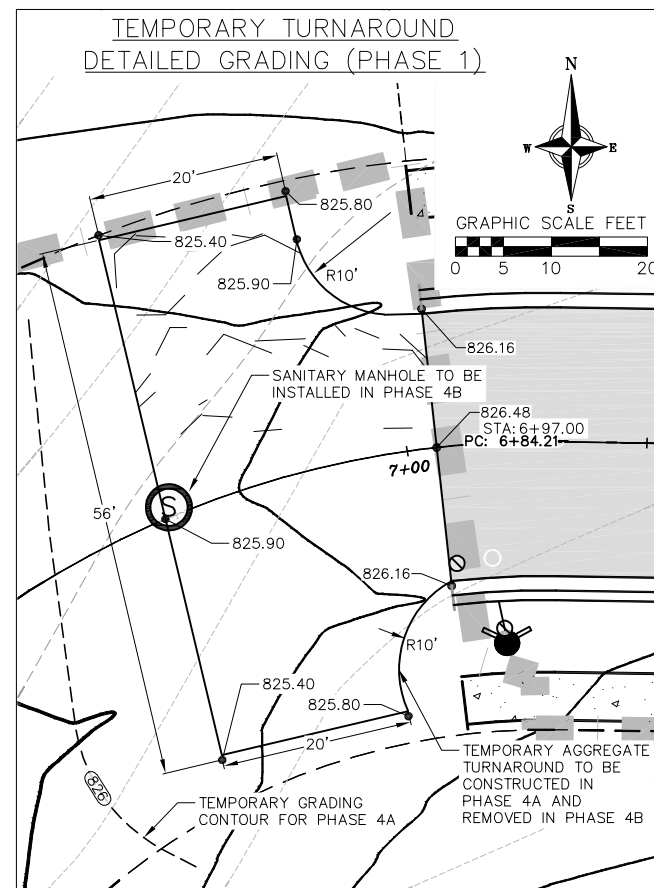 TEMPORARY TURNAROUND
DETAILED GRADING (PHASE 1)
N
W
E
S
GRAPHIC SCALE FEET
0 5 10 20
20'
825.80
825.40
825.90
R10'
826.16
SANITARY MANHOLE TO BE
INSTALLED IN PHASE 4B
826.48
STA: 6+97.00
PC: 6+84.21
7+00
S
56'
825.90
826.16
R10'
825.40
825.80
20'
826
TEMPORARY GRADING
CONTOUR FOR PHASE 4A
TEMPORARY AGGREGATE
TURNAROUND TO BE
CONSTRUCTED IN
PHASE 4A AND
REMOVED IN PHASE 4B